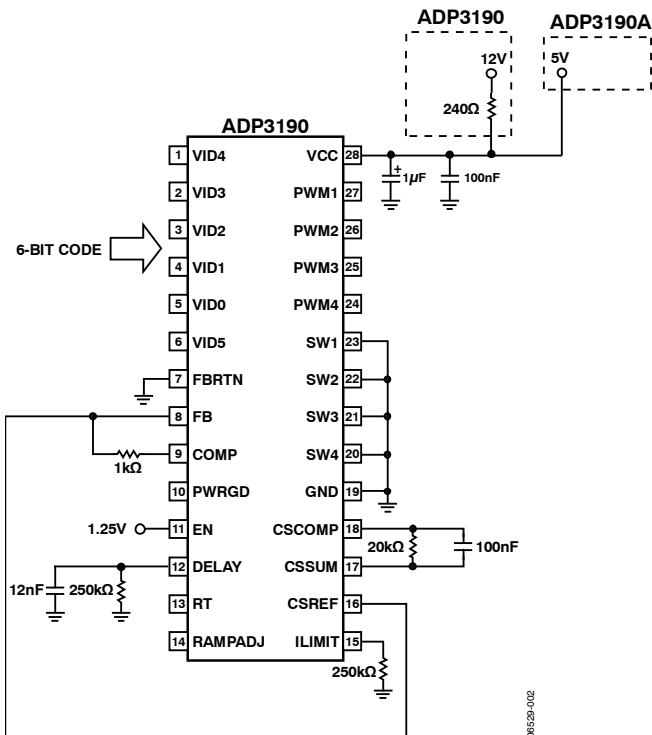 ADP3190
ADP3190A
12V
5V
240Ω
ADP3190
1 VID4
VCC 28
1µF
+
100nF
2 VID3
PWM1 27
3 VID2
PWM2 26
6-BIT CODE
4 VID1
PWM3 25
5 VID0
PWM4 24
6 VID5
SW1 23
7 FBRTN
SW2 22
8 FB
SW3 21
9 COMP
SW4 20
1kΩ
10 PWRGD
GND 19
1.25V
11 EN
CSCOMP 18
20kΩ
100nF
12 DELAY
CSSUM 17
12nF
250kΩ
13 RT
CSREF 16
14 RAMPADJ
ILIMIT 15
250kΩ
06529-002